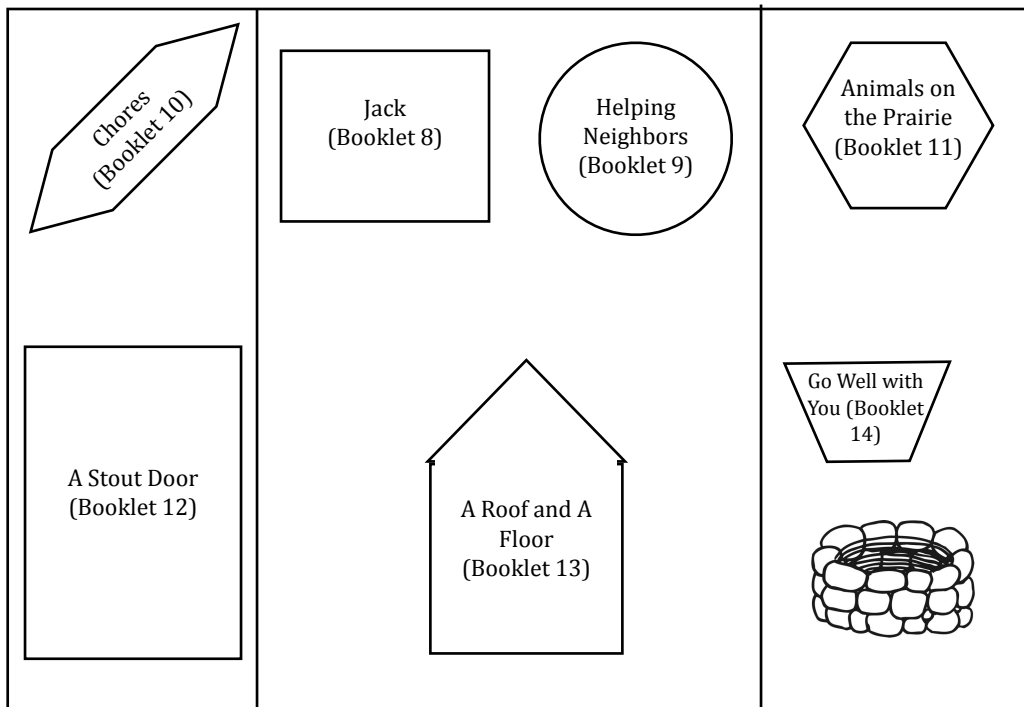 Chores
(Booklet 10)
Jack
(Booklet 8)
Helping
Neighbors
(Booklet 9)
Animals on
the Prairie
(Booklet 11)
A Stout Door
(Booklet 12)
A Roof and A
Floor
(Booklet 13)
Go Well with
You (Booklet
14)